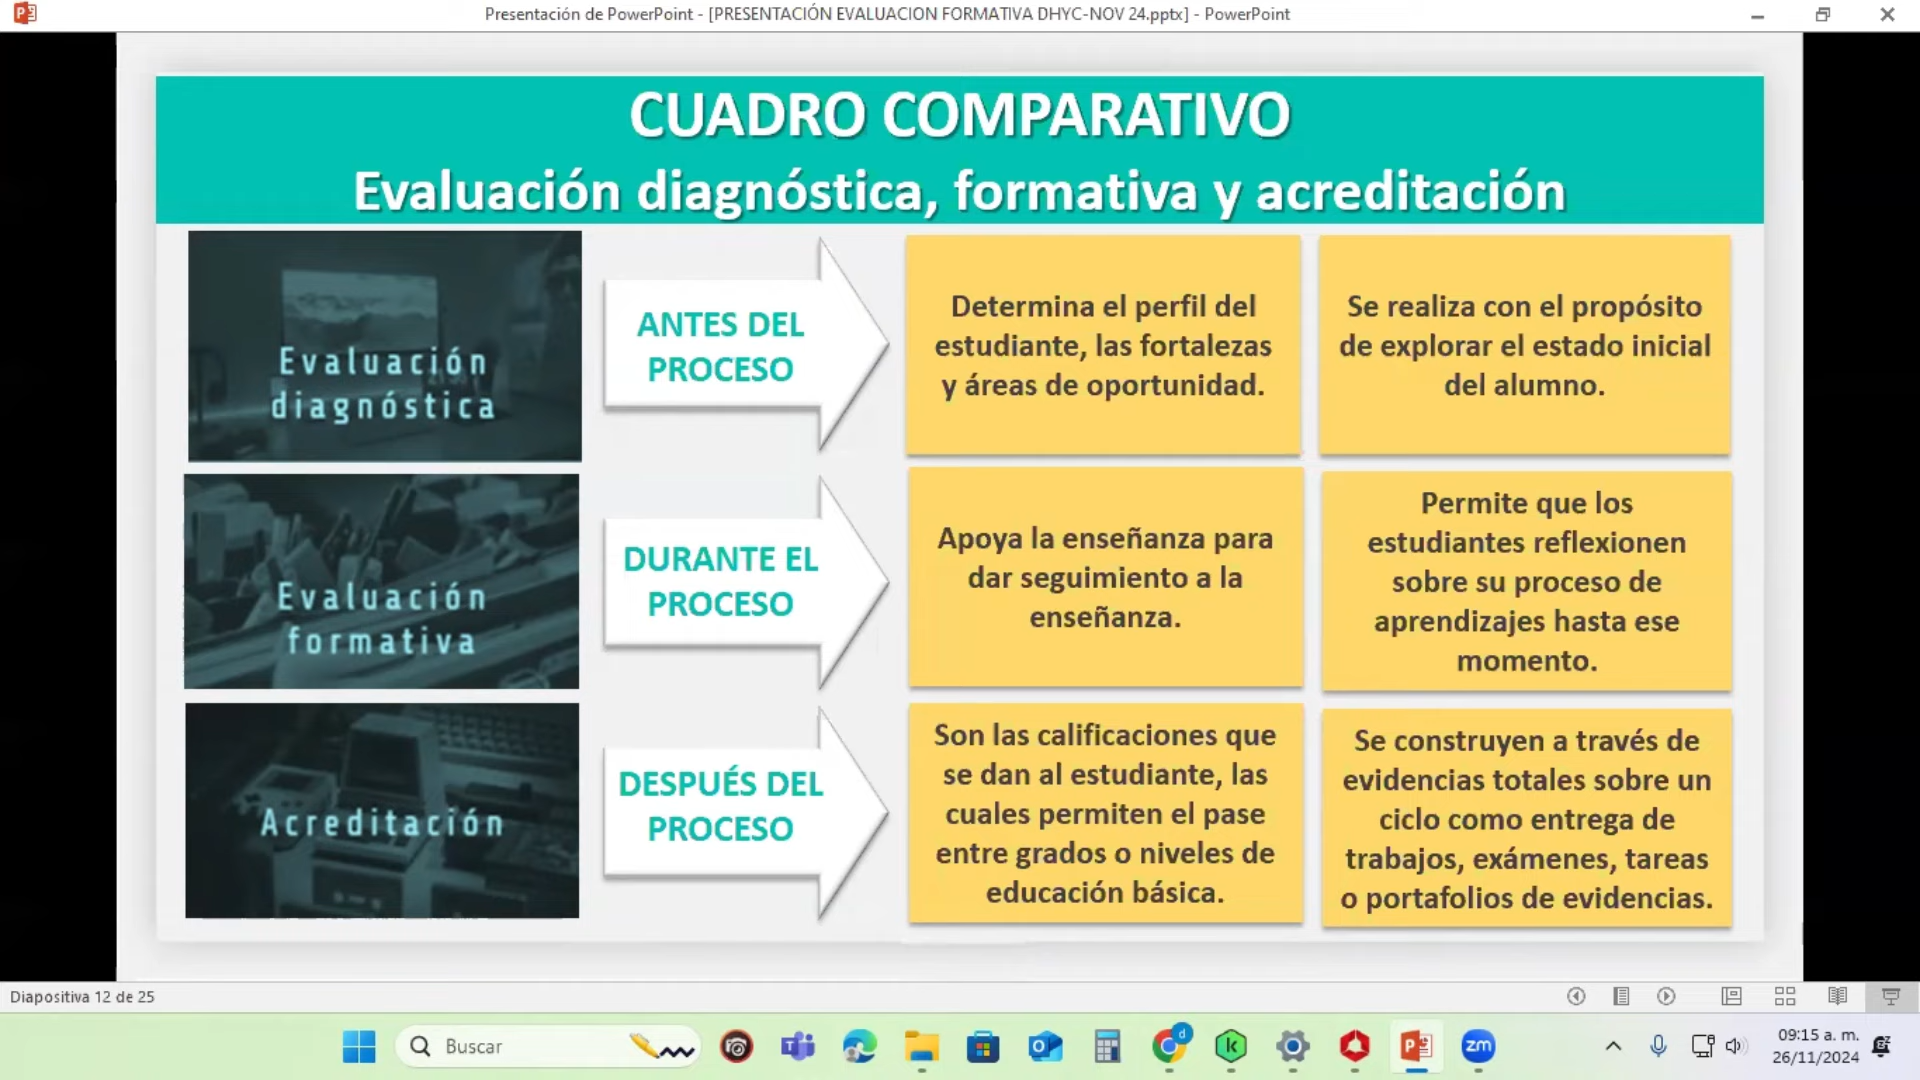 Presentación de PowerPoint - [PRESENTACIÓN EVALUACION FORMATIVA DHYC-NOV 24.pptx] - PowerPoint
CUADRO COMPARATIVO
Evaluación diagnóstica, formativa y acreditación
Evaluación
diagnóstica
ANTES DEL
PROCESO
Determina el perfil del
estudiante, las fortalezas
y áreas de oportunidad.
Se realiza con el propósito
de explorar el estado inicial
del alumno.
Evaluación
formativa
DURANTE EL
PROCESO
Apoya la enseñanza para
dar seguimiento a la
enseñanza.
Permite que los
estudiantes reflexionen
sobre su proceso de
aprendizajes hasta ese
momento.
Acreditación
DESPUÉS DEL
PROCESO
Son las calificaciones que
se dan al estudiante, las
cuales permiten el pase
entre grados o niveles de
educación básica.
Se construyen a través de
evidencias totales sobre un
ciclo como entrega de
trabajos, exámenes, tareas
o portafolios de evidencias.
Diapositiva 12 de 25
Buscar
zm
09:15 a. m.
26/11/2024